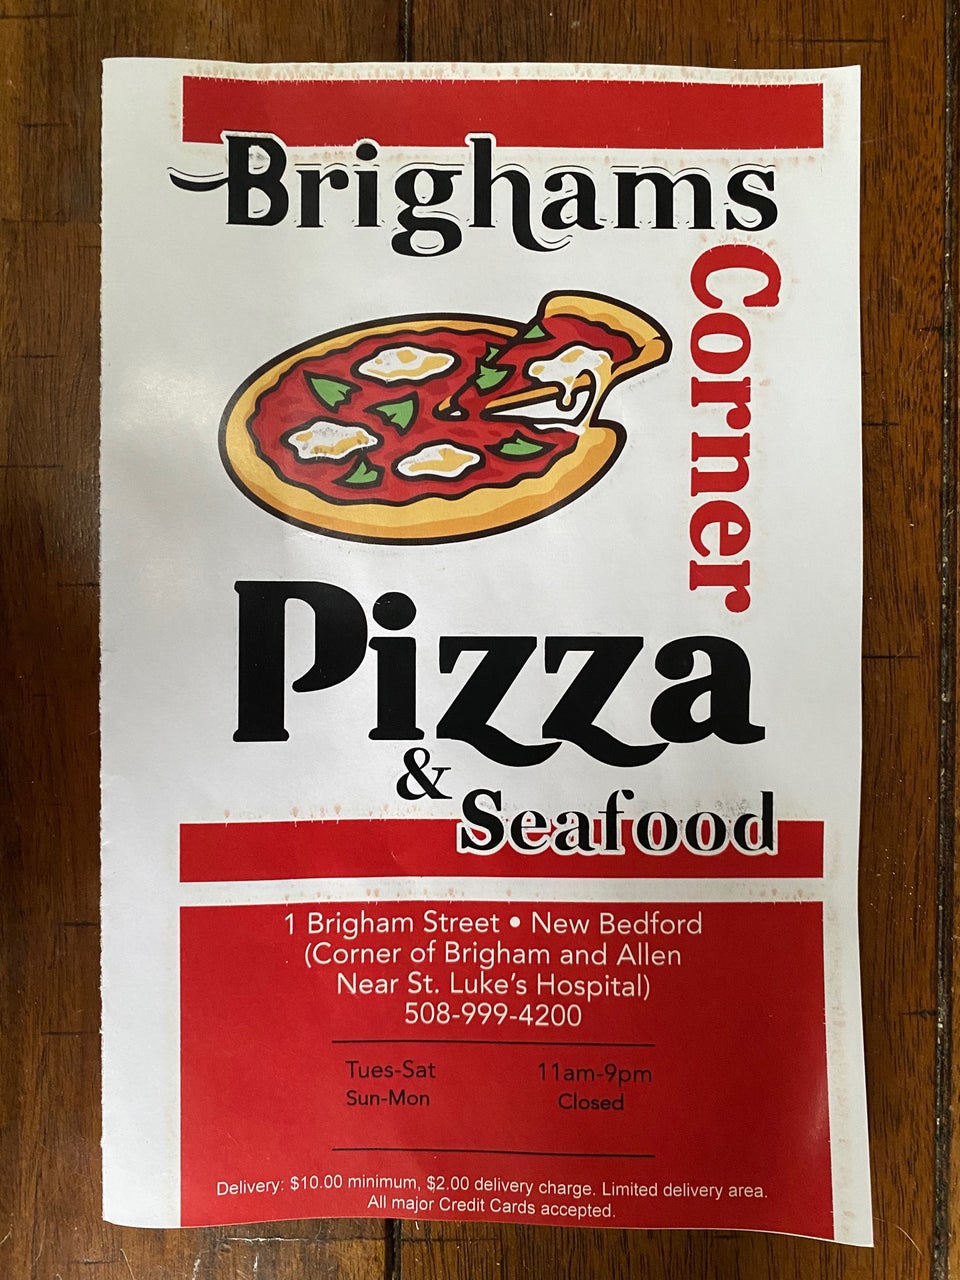 Brighams
Corner
Pizza
&
Seafood
1 Brigham Street • New Bedford
(Corner of Brigham and Allen
Near St. Luke's Hospital)
508-999-4200
Tues-Sat 11am-9pm
Sun-Mon Closed
Delivery: $10.00 minimum, $2.00 delivery charge. Limited delivery area.
All major Credit Cards accepted.